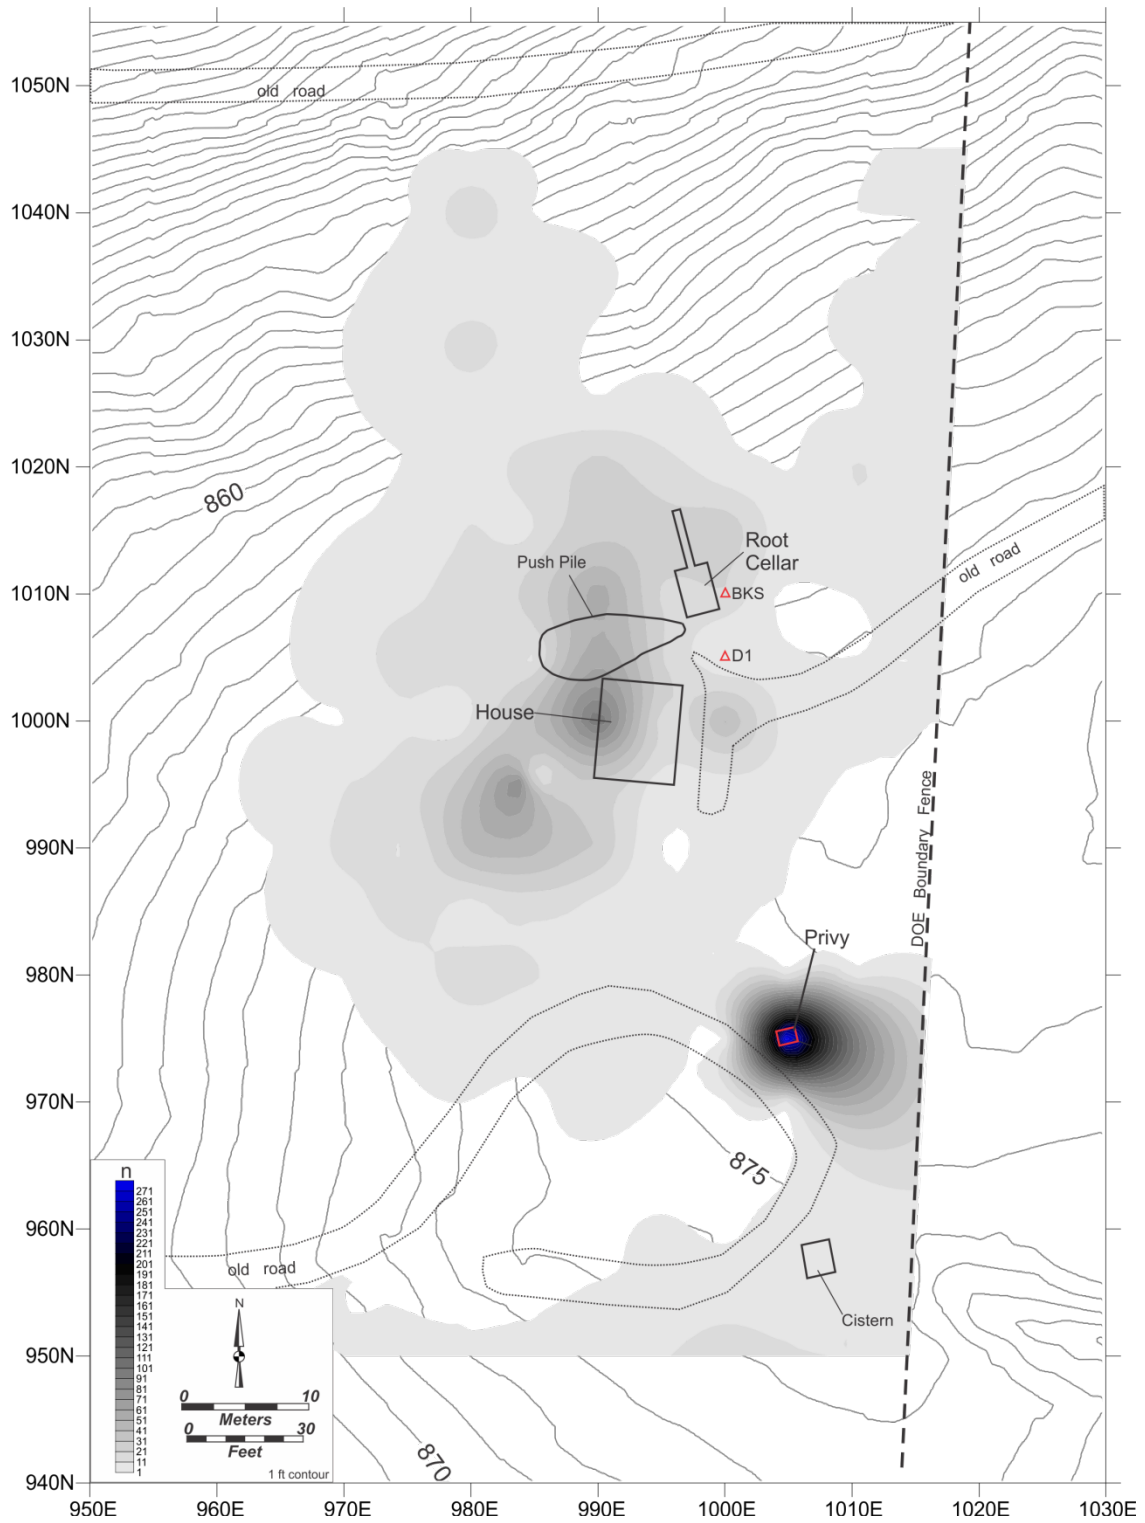 1050N
old road
1040N
1030N
1020N
860
Root
Cellar
Push Pile
old road
1010N
BKS
D1
House
1000N
990N
DOE Boundary Fence
Privy
980N
970N
875
n
271
261
251
241
231
221
211
201
191
181
171
161
151
141
131
121
111
101
91
81
71
61
51
41
31
21
11
1
960N
old road
N
Cistern
950N
0 10
Meters
0 30
Feet
1 ft contour
870
940N
950E 960E 970E 980E 990E 1000E 1010E 1020E 1030E